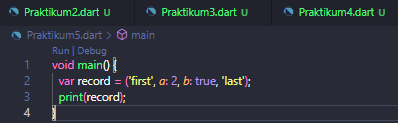 Praktikum2.dart U Praktikum3.dart U Praktikum4.dart U
Praktikum5.dart > main
Run | Debug
1 void main() {
2 var record = ('first', a: 2, b: true, 'last');
3 print(record);
4 }